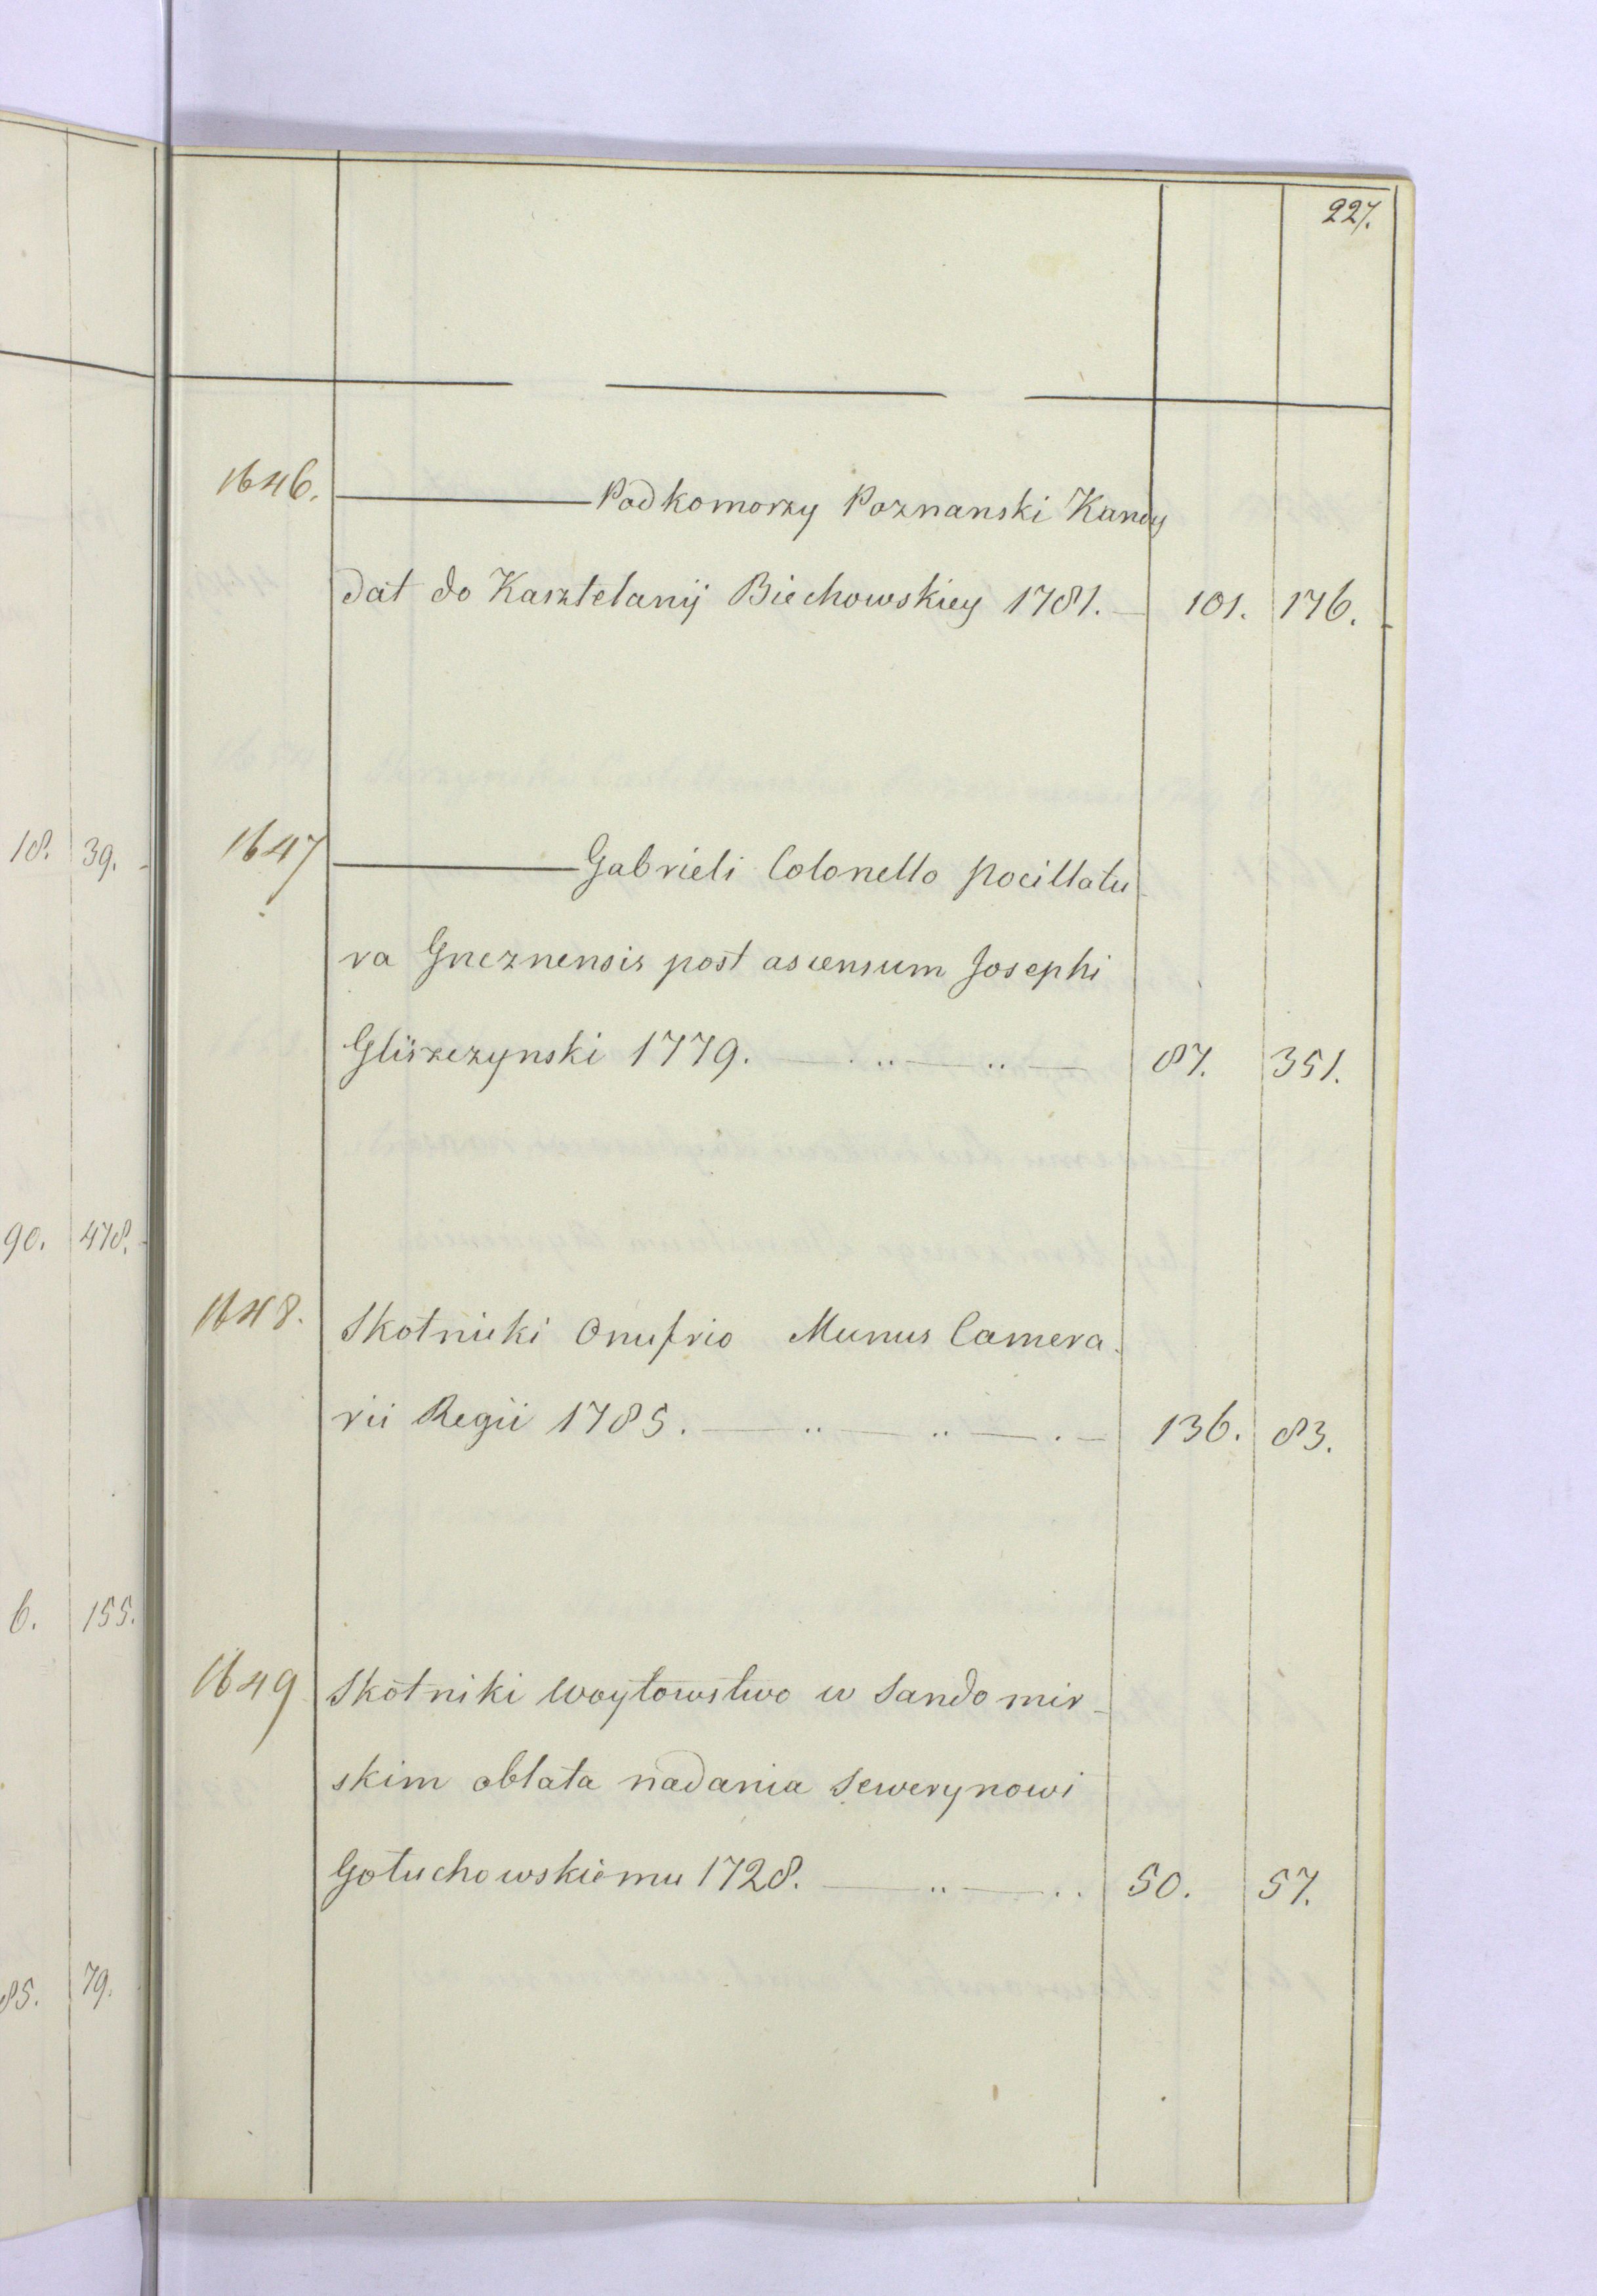 227.
1646. ——— Podkomorzy Poznanski Kandy
dat do Kasztelanij Biechowskiey 1781. — 101. 176.
1647 ——— Gabrieli Colonello pocillatu
ra Gneznensis post ascensum Josephi
Gliszczynski 1779. — . .. — .. — 87. 351.
1648. Skotnicki Onufrio Munus Camera.
rii Regii 1785. — .. — .. — . — 136. 83.
1649 Skotniki Woytowstwo w Sandomir-
skim oblata nadania Sewerynowi
Gołuchowskiemu 1728. — .. — .. 50. 57.
18. 39.
90. 478.
6. 155.
85. 79.